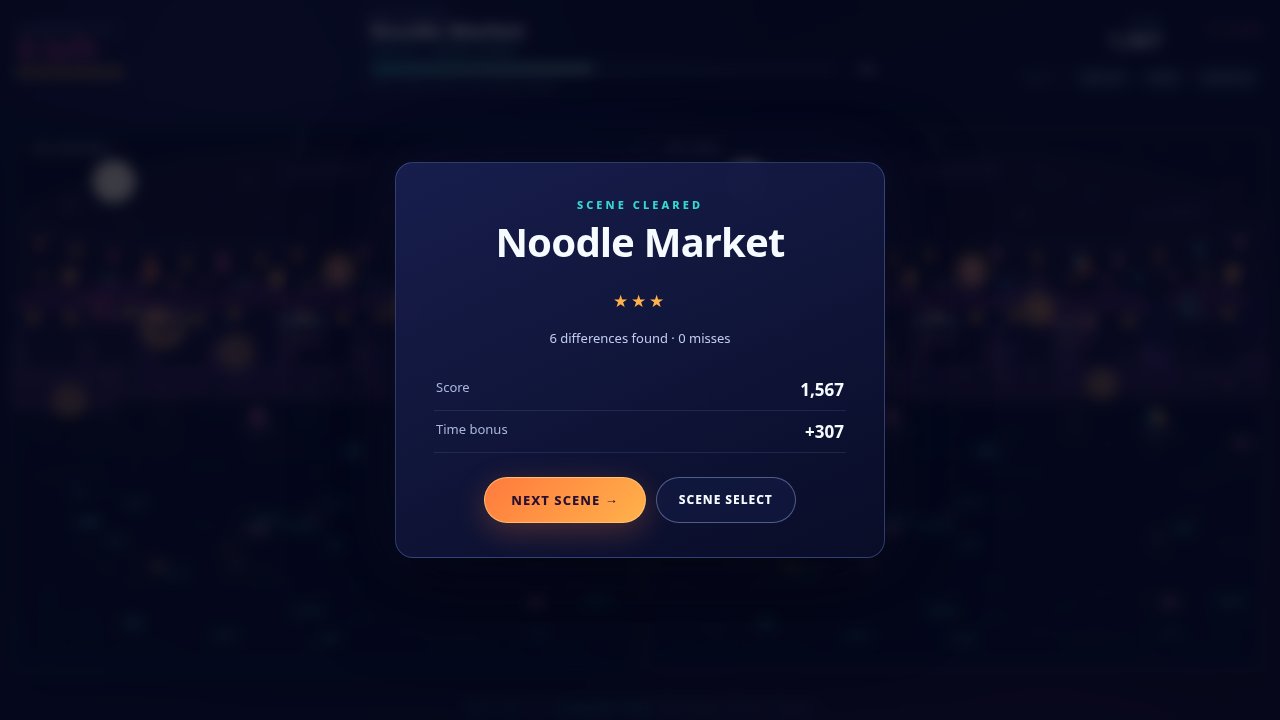 SCENE CLEARED
Noodle Market
★★★
6 differences found · 0 misses
Score 1,567
Time bonus +307
NEXT SCENE →
SCENE SELECT